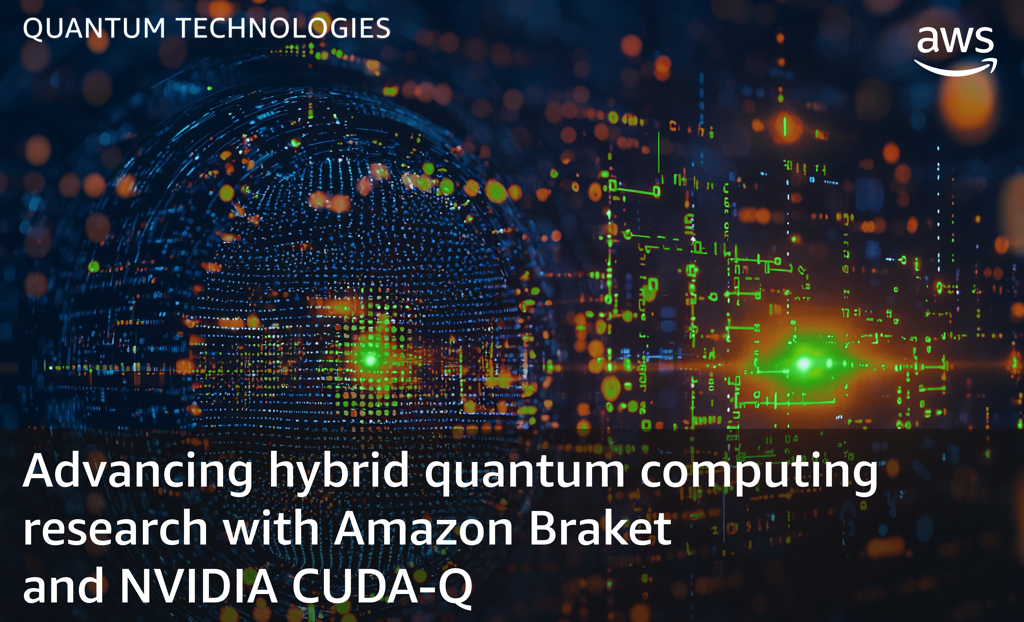 QUANTUM TECHNOLOGIES
aws
Advancing hybrid quantum computing
research with Amazon Braket
and NVIDIA CUDA-Q